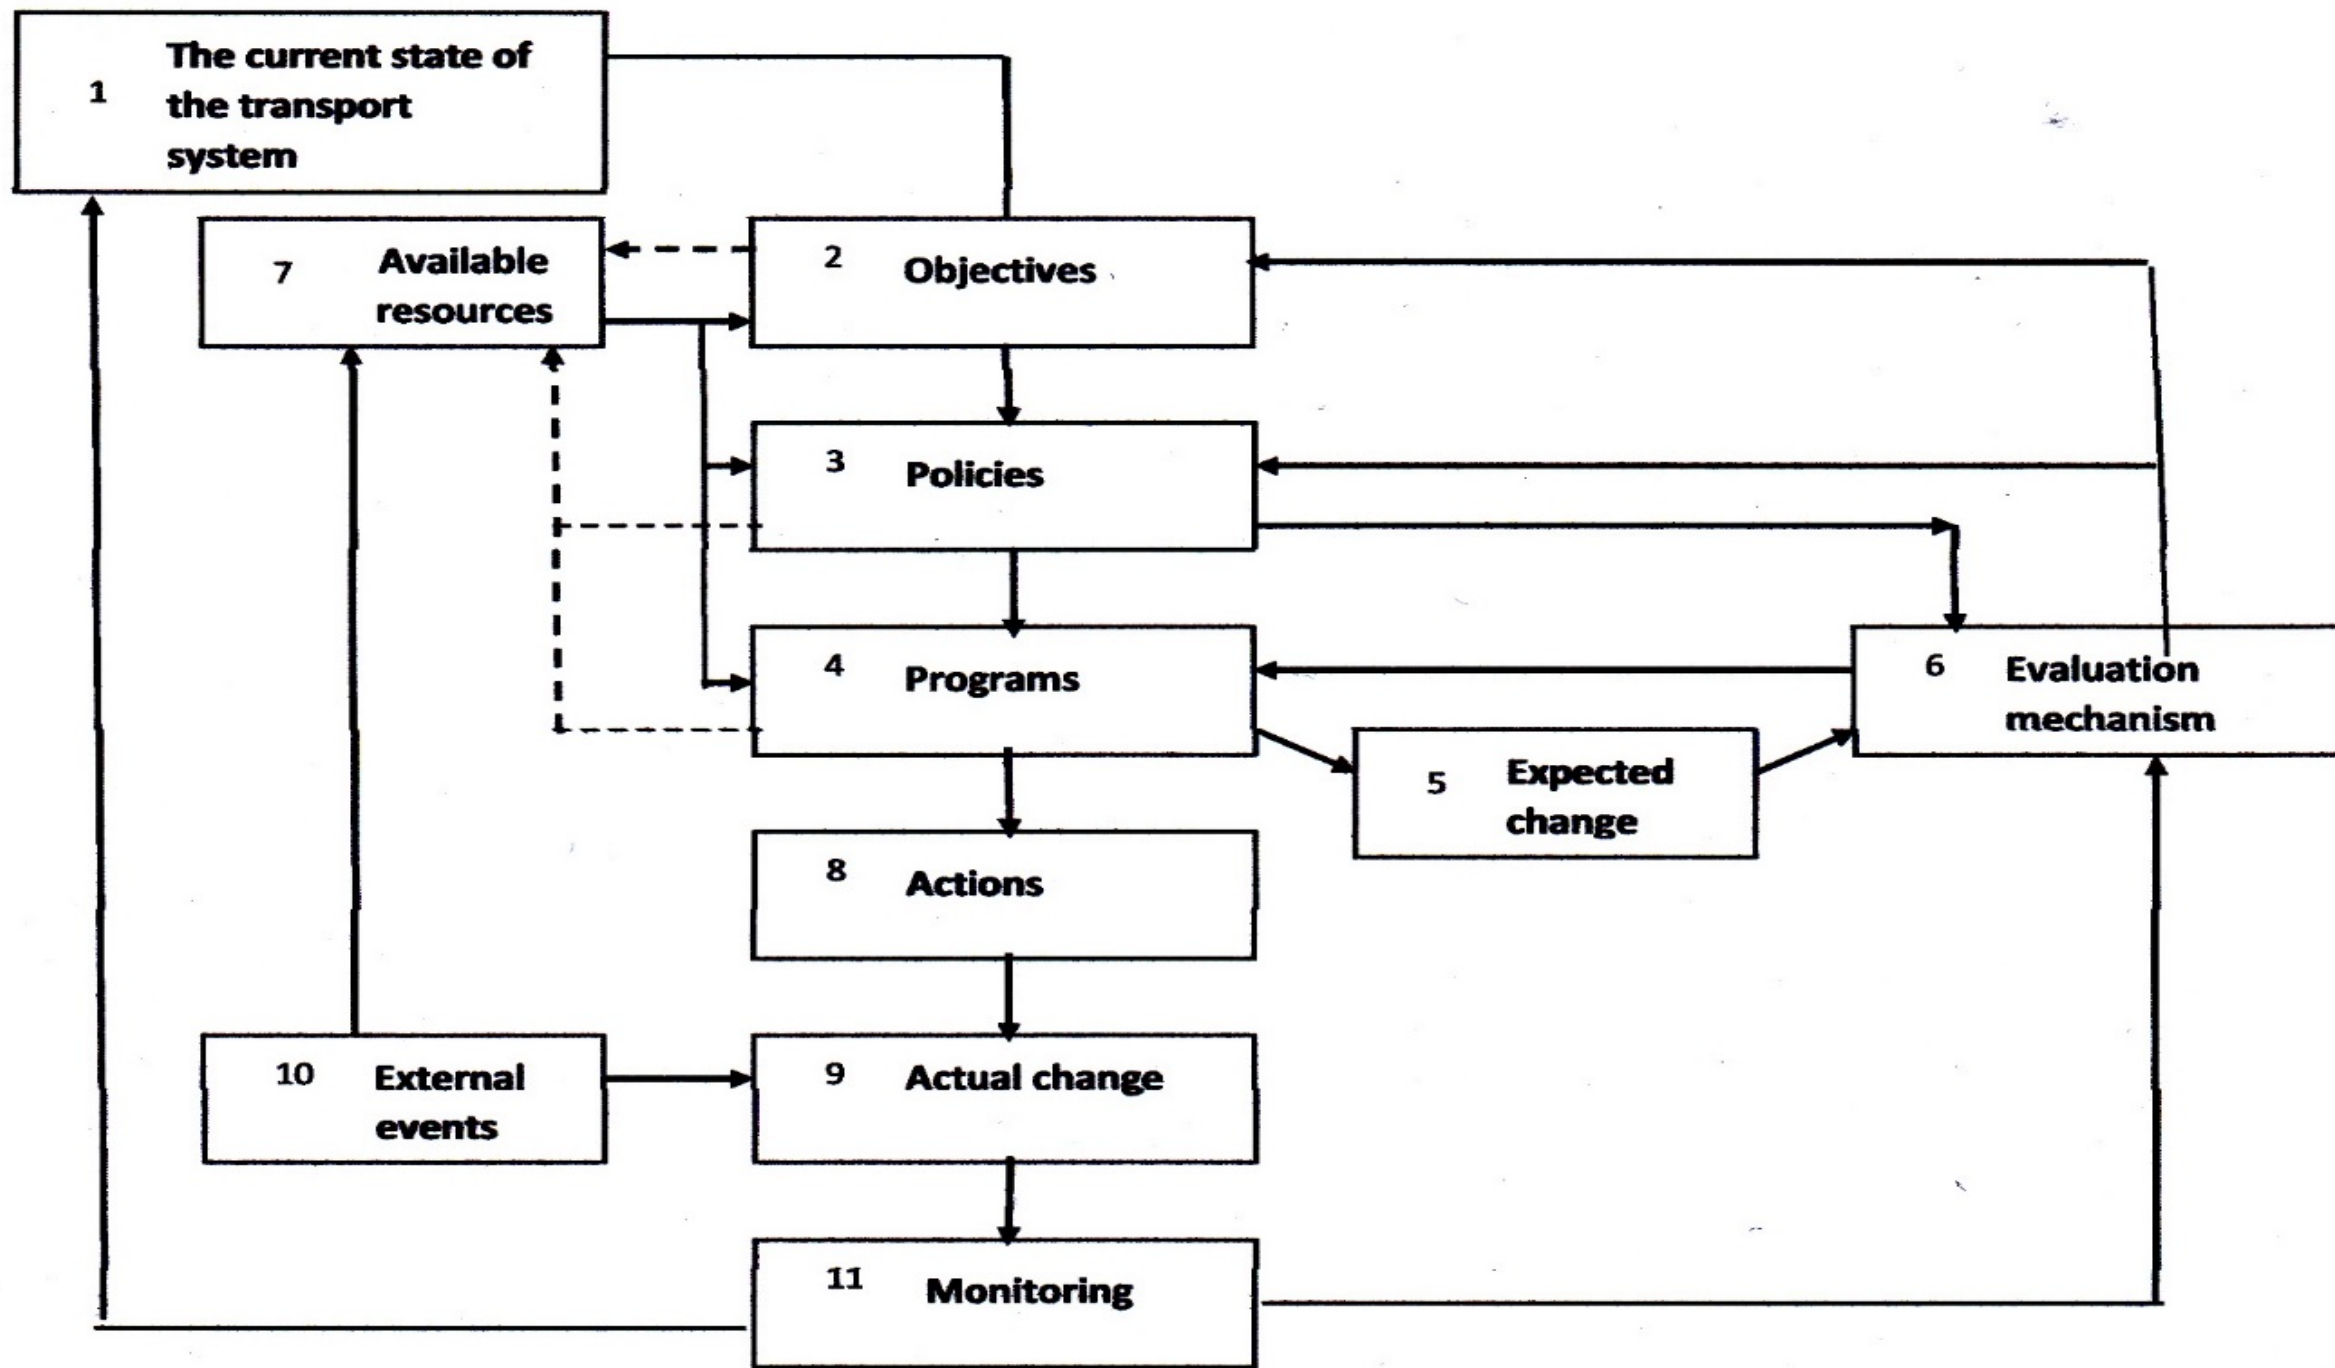 1 The current state of
the transport
system
7 Available
resources
2 Objectives
3 Policies
4 Programs
6 Evaluation
mechanism
5 Expected
change
8 Actions
10 External
events
9 Actual change
11 Monitoring